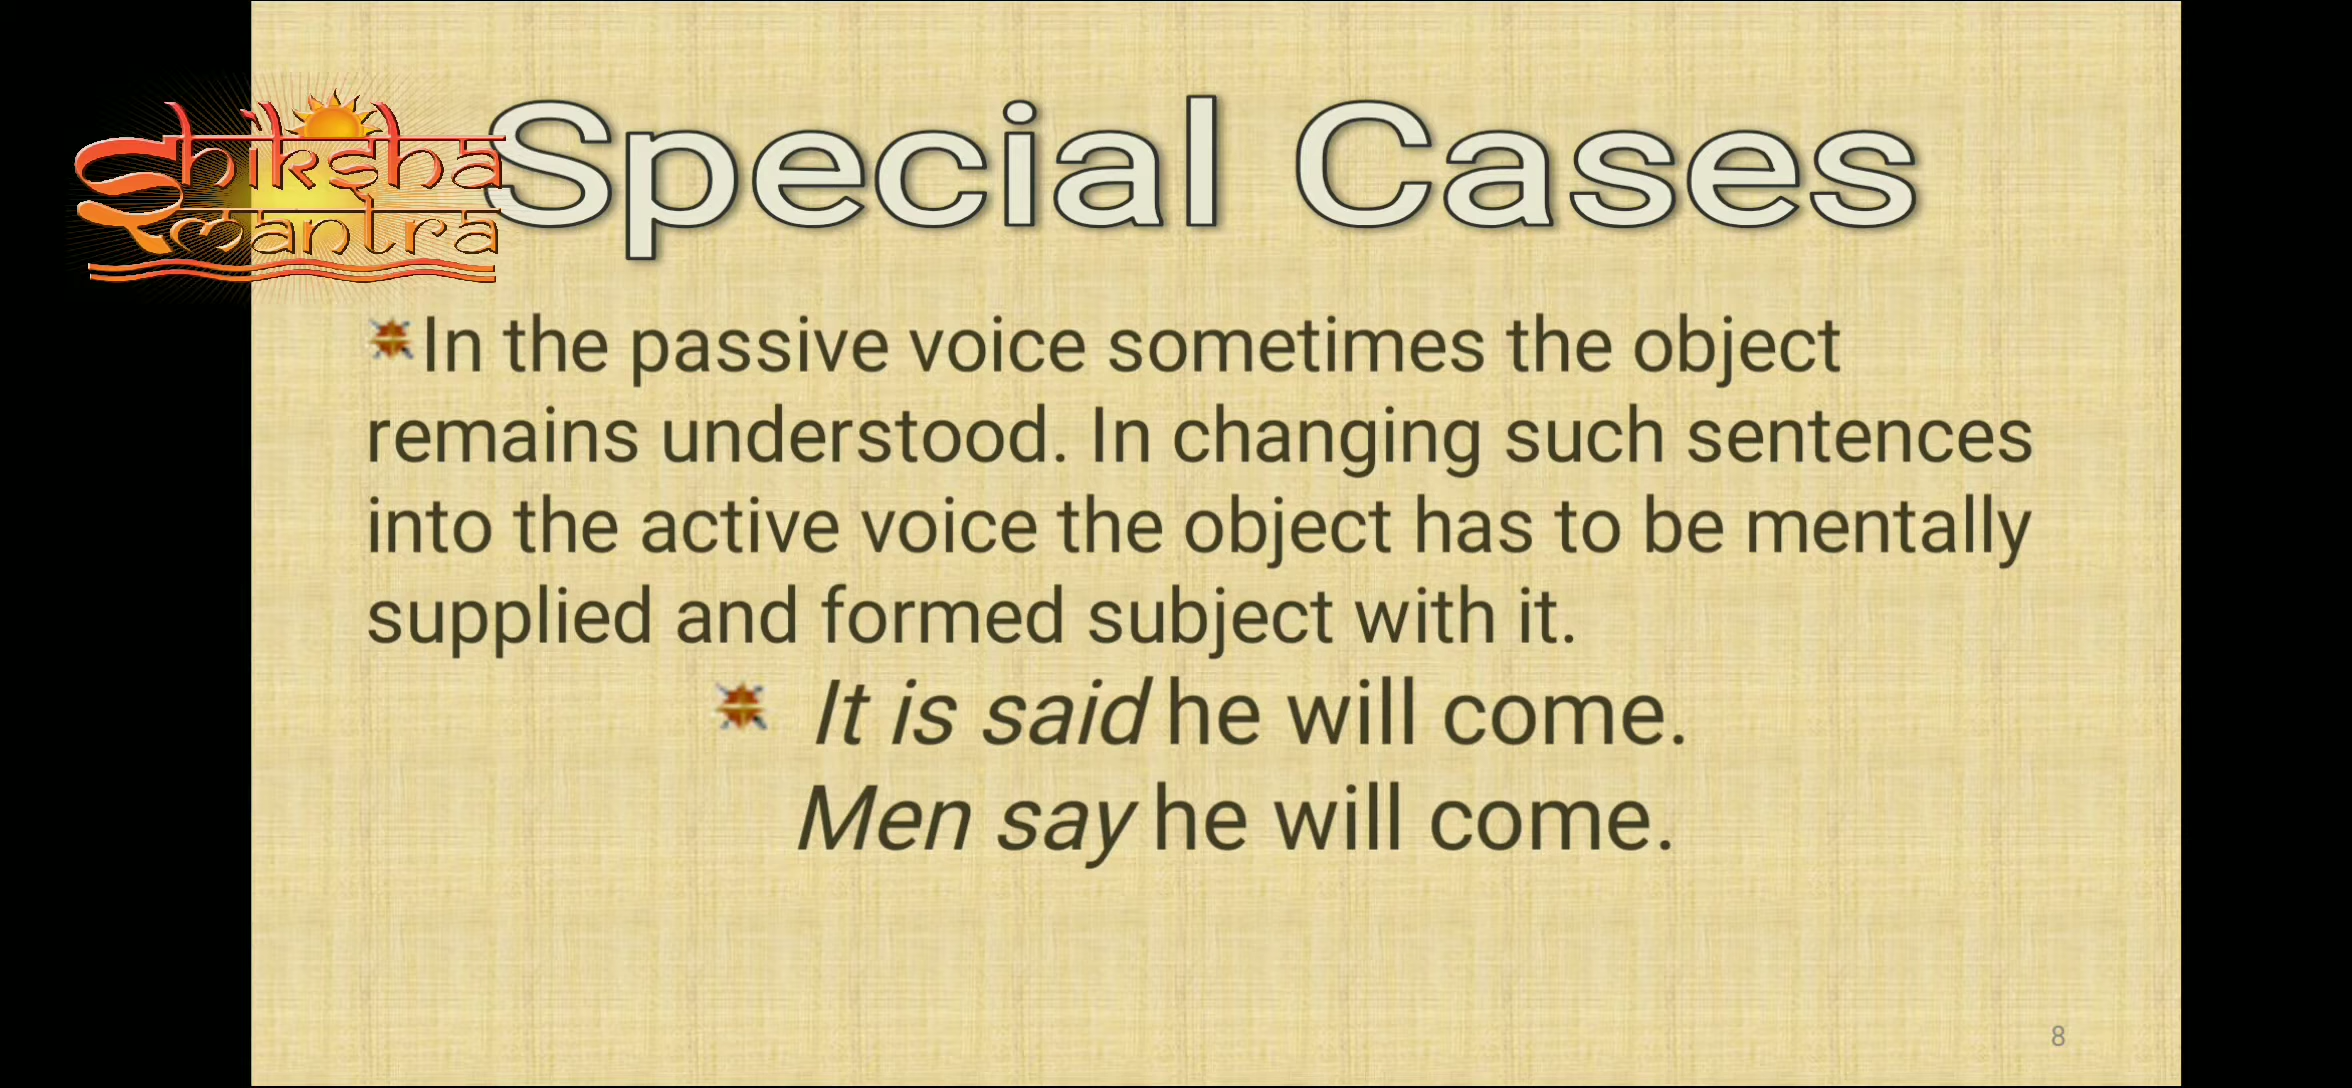 Shiksha
mantra
Special Cases
In the passive voice sometimes the object
remains understood. In changing such sentences
into the active voice the object has to be mentally
supplied and formed subject with it.
It is said he will come.
Men say he will come.
8